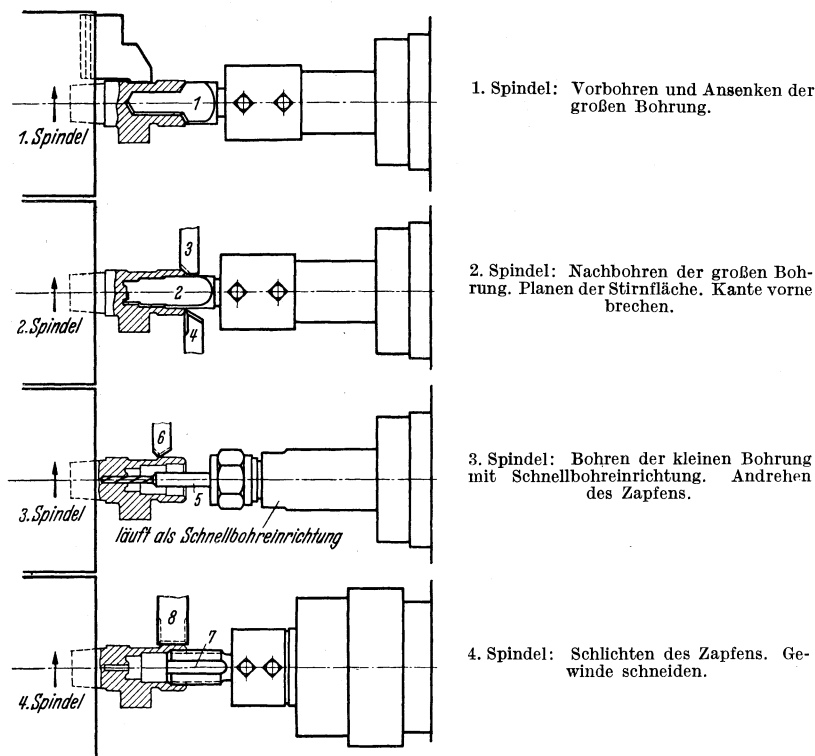 1. Spindel
1
1. Spindel: Vorbohren und Ansenken der
großen Bohrung.
2. Spindel
3
2
4
2. Spindel: Nachbohren der großen Boh-
rung. Planen der Stirnfläche. Kante vorne
brechen.
3. Spindel
6
5
läuft als Schnellbohreinrichtung
3. Spindel: Bohren der kleinen Bohrung
mit Schnellbohreinrichtung. Andrehen
des Zapfens.
4. Spindel
8
7
4. Spindel: Schlichten des Zapfens. Ge-
winde schneiden.